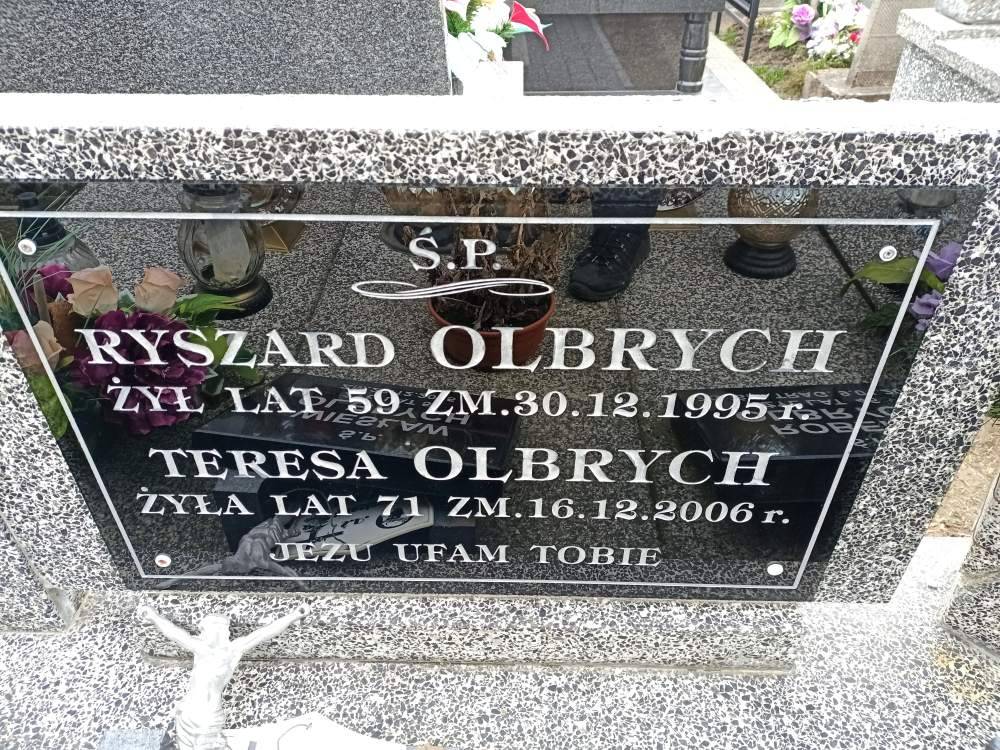 Ś.P.
RYSZARD OLBRYCH
ŻYŁ LAT 59 ZM.30.12.1995 r.
TERESA OLBRYCH
ŻYŁA LAT 71 ZM.16.12.2006 r.
JEZU UFAM TOBIE